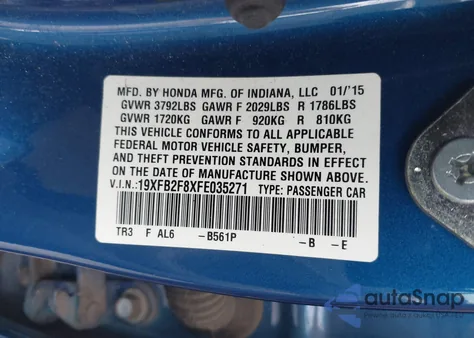 MFD. BY HONDA MFG. OF INDIANA, LLC 01/'15
GVWR 3792LBS GAWR F 2029LBS R 1786LBS
GVWR 1720KG GAWR F 920KG R 810KG
THIS VEHICLE CONFORMS TO ALL APPLICABLE
FEDERAL MOTOR VEHICLE SAFETY, BUMPER,
AND THEFT PREVENTION STANDARDS IN EFFECT
ON THE DATE OF MANUFACTURE SHOWN ABOVE.
V.I.N.:19XFB2F8XFE035271 TYPE: PASSENGER CAR
TR3 F AL6 -B561P -B -E
autoSnap